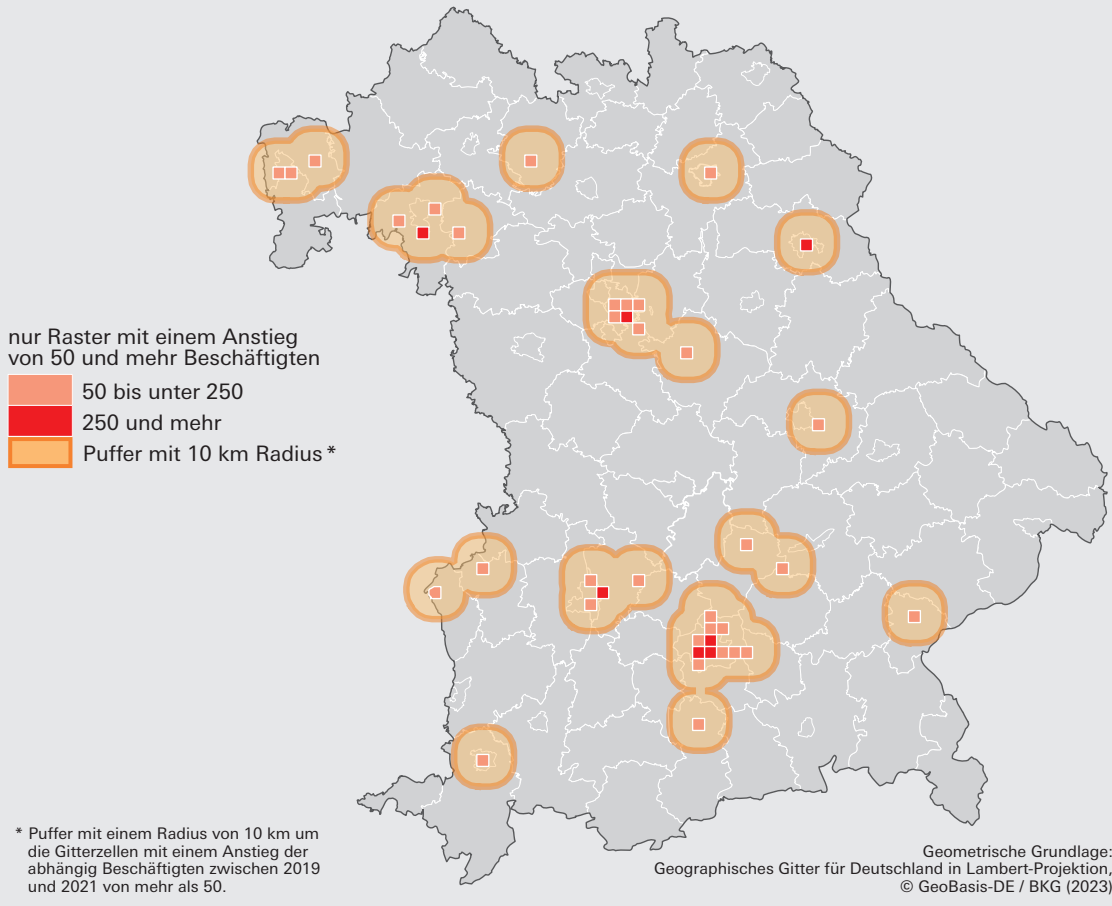 nur Raster mit einem Anstieg
von 50 und mehr Beschäftigten
50 bis unter 250
250 und mehr
Puffer mit 10 km Radius *
* Puffer mit einem Radius von 10 km um
die Gitterzellen mit einem Anstieg der
abhängig Beschäftigten zwischen 2019
und 2021 von mehr als 50.
Geometrische Grundlage:
Geographisches Gitter für Deutschland in Lambert-Projektion,
© GeoBasis-DE / BKG (2023)